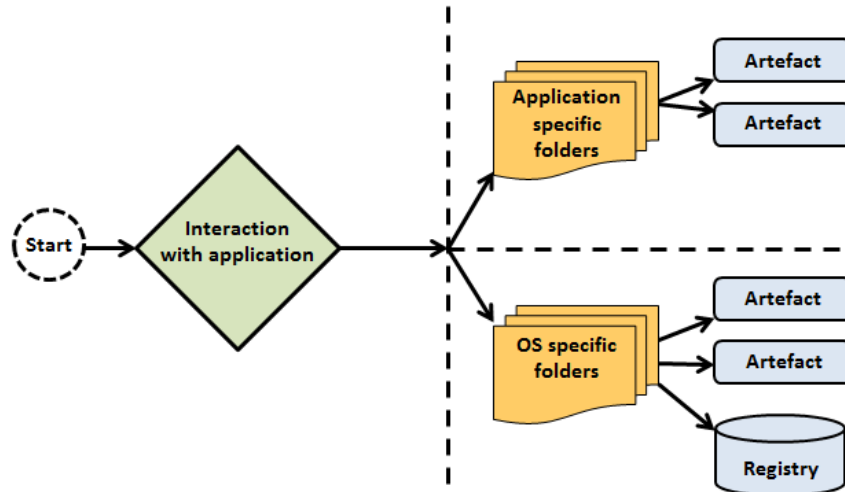 Start
Interaction
with application
Application
specific
folders
Artefact
Artefact
OS specific
folders
Artefact
Artefact
Registry